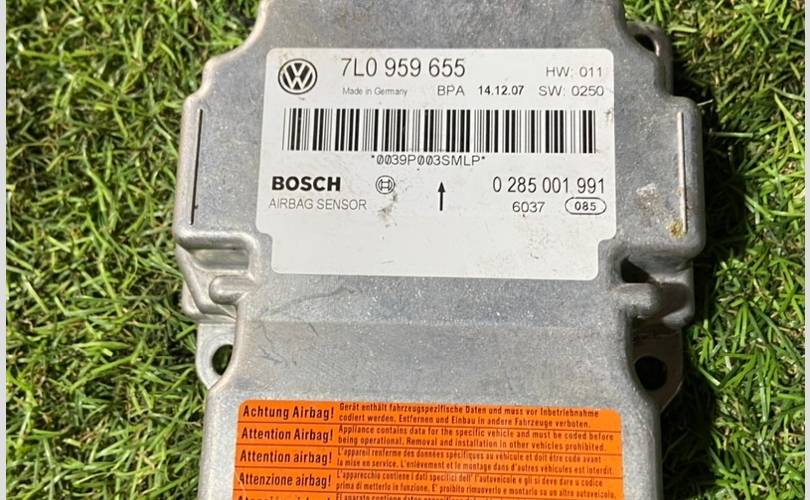 7L0 959 655 HW: 011
Made in Germany BPA 14.12.07 SW: 0250
*0039P003SMLP*
BOSCH 0 285 001 991
AIRBAG SENSOR 6037 085
Achtung Airbag! Gerät enthält fahrzeugspezifische Daten und muss vor Inbetriebnahme
codiert werden. Entfernen und Einbau in andere Fahrzeuge verboten.
Attention Airbag! Appliance contains data for the specific vehicle and must be coded before
being operational. Removal and installation in other vehicles prohibited.
Attention airbag! L'appareil renferme des données spécifiques au véhicule et doit être codé avant
la mise en service. L'enlèvement et le montage dans d'autres véhicules est interdit.
Attenzione airbag! L'apparecchio contiene i dati specifici dell'autoveicolo e gli si deve dare u codice
prima di metterlo in funzione. E' proibito rimuoverlo e montarlo su un altro autoveicolo.